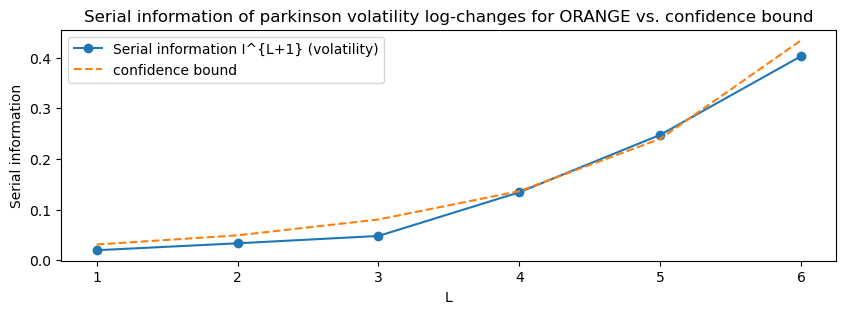 Serial information of parkinson volatility log-changes for ORANGE vs. confidence bound
Serial information I^{L+1} (volatility)
confidence bound
Serial information
0.4
0.3
0.2
0.1
0.0
1 2 3 4 5 6
L